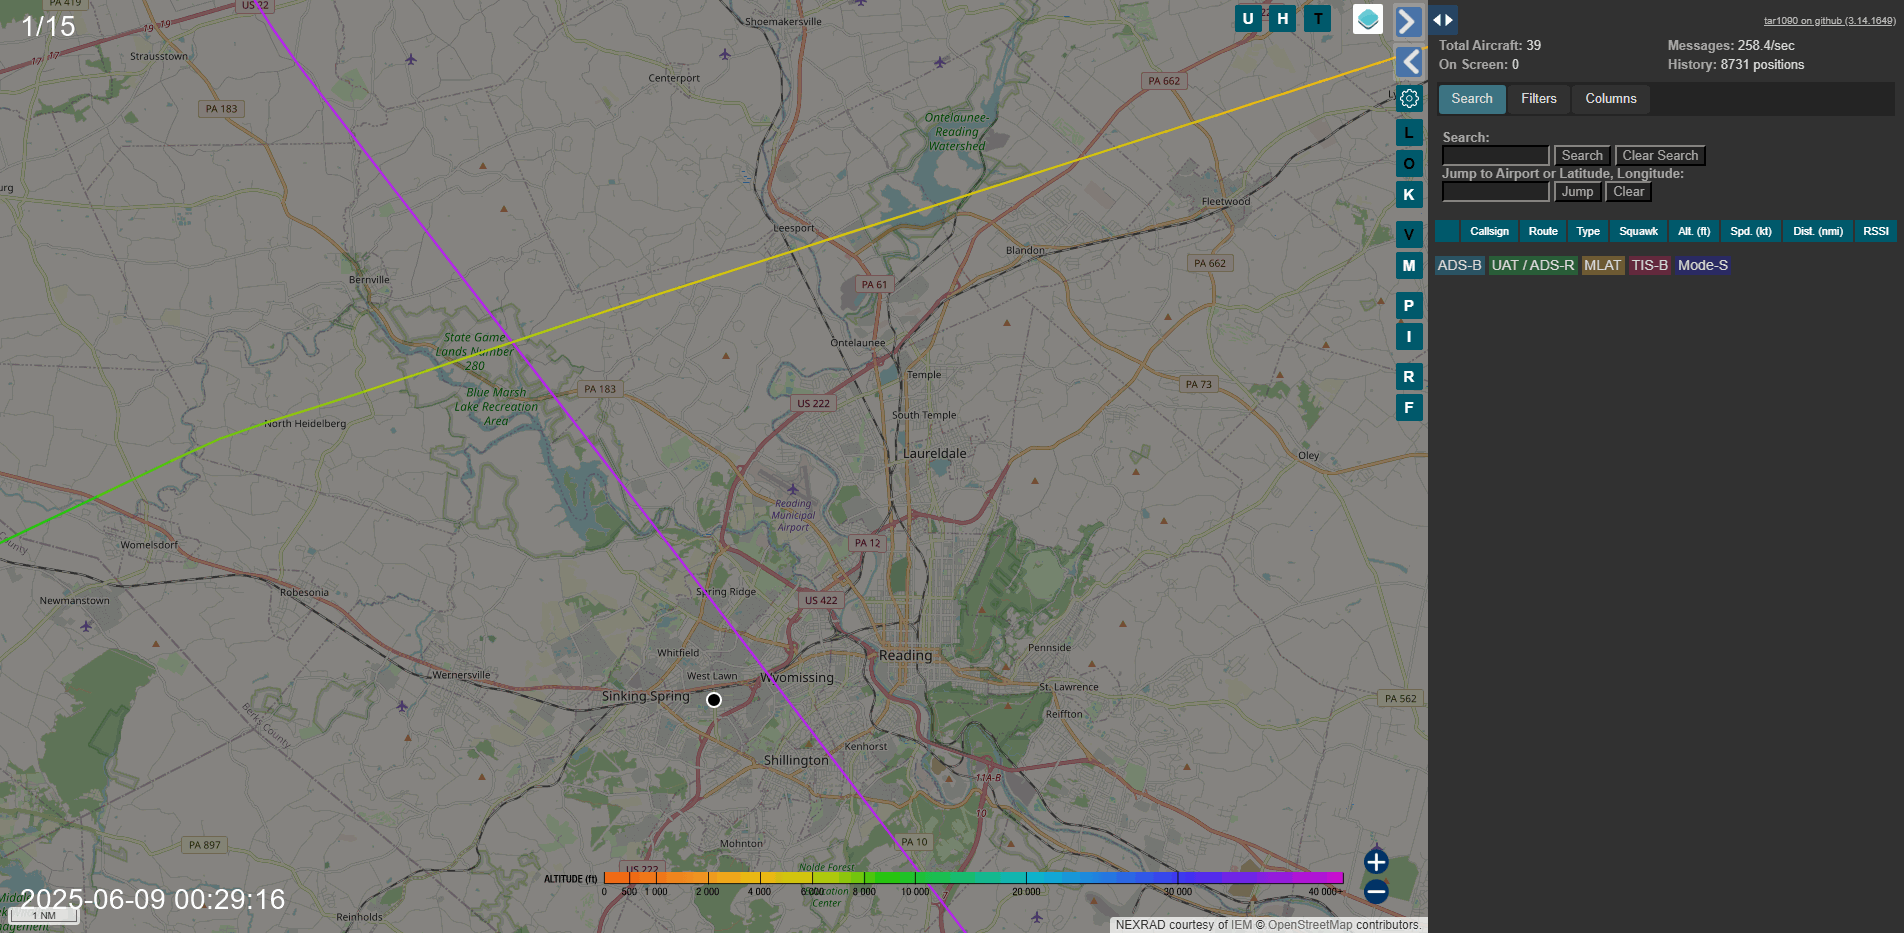 1/15
PA 419
US 22
19
19
17
17
Strausstown
Shoemakersville
Centerport
PA 183
PA 662
Ontelaunee-
Reading
Watershed
Fleetwood
Leesport
Blandon
PA 662
Bernville
PA 61
State Game
Lands Number
280
Ontelaunee
Temple
PA 183
PA 73
Blue Marsh
Lake Recreation
Area
US 222
South Temple
North Heidelberg
Laureldale
Oley
Reading
Municipal
Airport
County
Womelsdorf
PA 12
Robesonia
Spring Ridge
US 422
Newmanstown
Whitfield
Reading
Pennside
Wernersville
West Lawn
Wyomissing
Sinking Spring
St. Lawrence
PA 562
Berks County
Reiffton
Kenhorst
Shillington
11A-B
10
PA 897
Mohnton
PA 10
US 222
Nolde Forest
Center
17
Reinholds
ALTITUDE (ft)
0
500
1 000
2 000
4 000
6 000
8 000
10 000
20 000
30 000
40 000+
2025-06-09 00:29:16
1 NM
NEXRAD courtesy of IEM © OpenStreetMap contributors.
U
H
T
L
O
K
V
M
P
I
R
F
+
−
tar1090 on github (3.14.1649)
Total Aircraft: 39
Messages: 258.4/sec
On Screen: 0
History: 8731 positions
Search
Filters
Columns
Search:
Search
Clear Search
Jump to Airport or Latitude, Longitude:
Jump
Clear
Callsign
Route
Type
Squawk
Alt. (ft)
Spd. (kt)
Dist. (nmi)
RSSI
ADS-B
UAT / ADS-R
MLAT
TIS-B
Mode-S